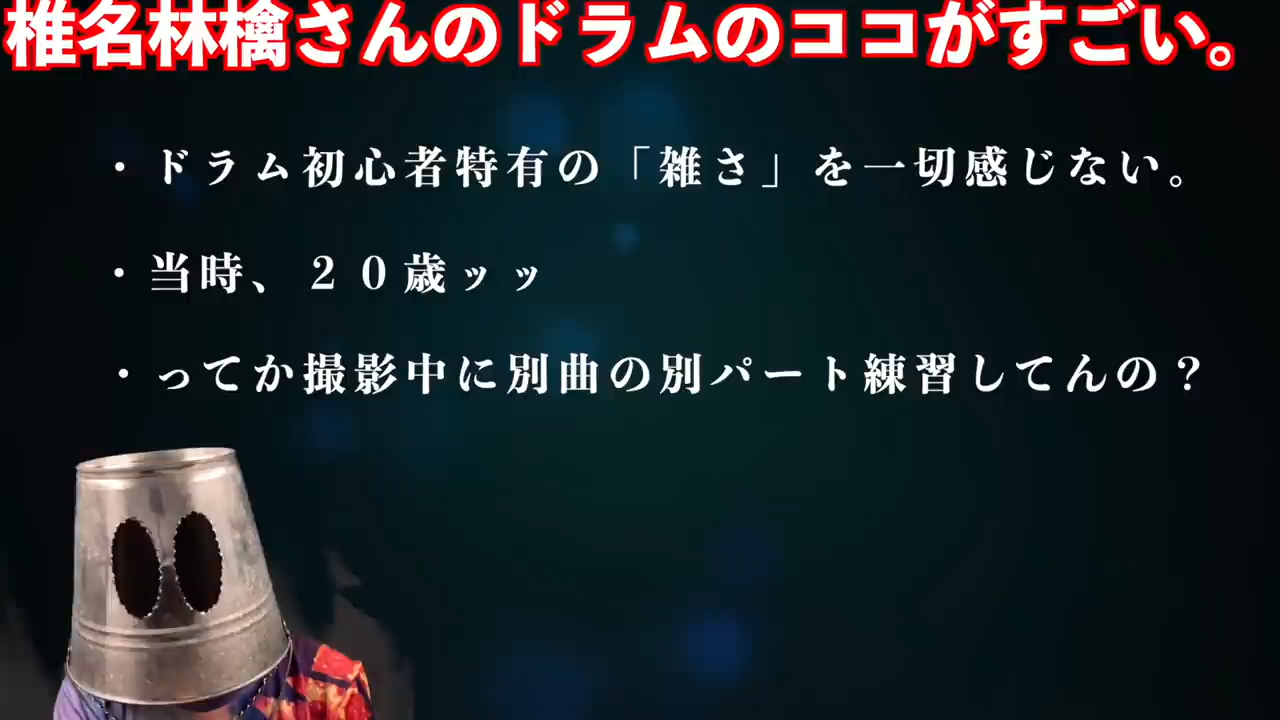 椎名林檎さんのドラムのココがすごい。
・ドラム初心者特有の「雑さ」を一切感じない。
・当時、２０歳ッッ
・ってか撮影中に別曲の別パート練習してんの？